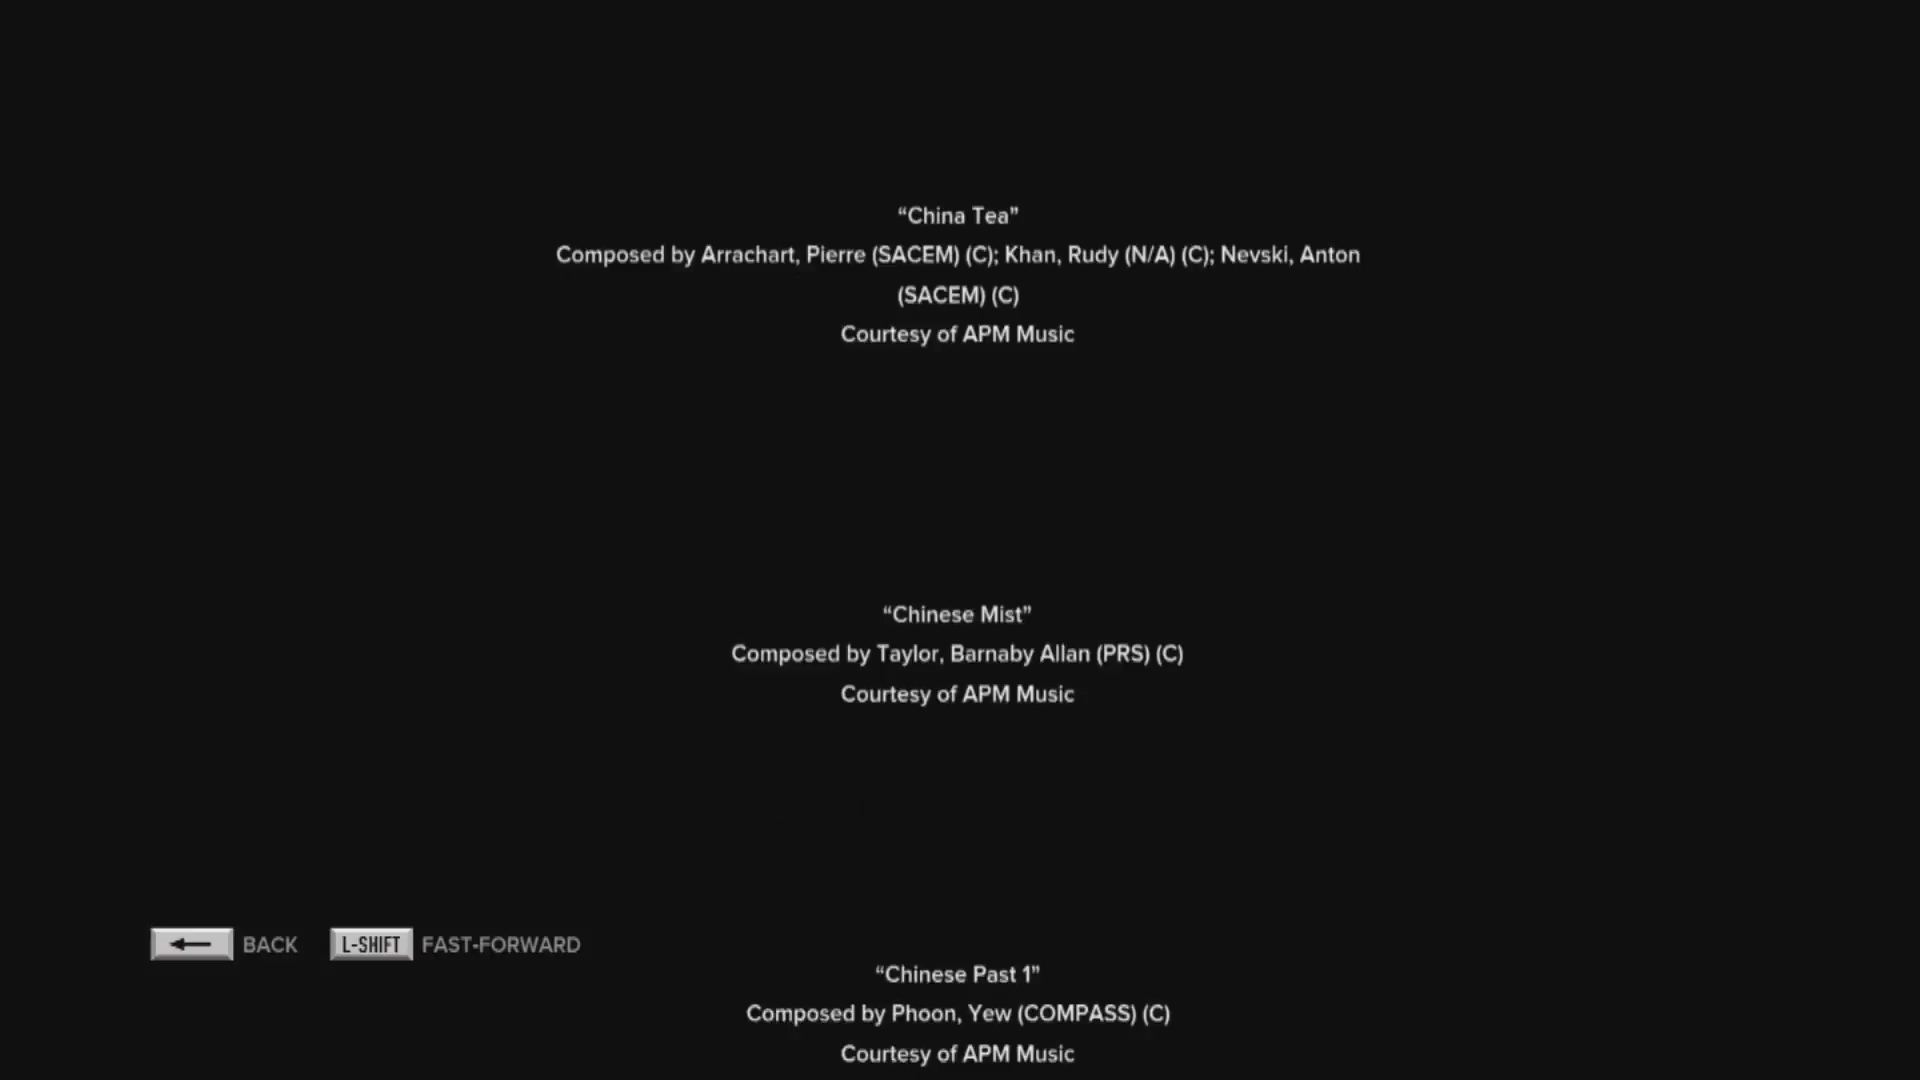 “China Tea”
Composed by Arrachart, Pierre (SACEM) (C); Khan, Rudy (N/A) (C); Nevski, Anton
(SACEM) (C)
Courtesy of APM Music
“Chinese Mist”
Composed by Taylor, Barnaby Allan (PRS) (C)
Courtesy of APM Music
BACK L-SHIFT FAST-FORWARD
“Chinese Past 1”
Composed by Phoon, Yew (COMPASS) (C)
Courtesy of APM Music